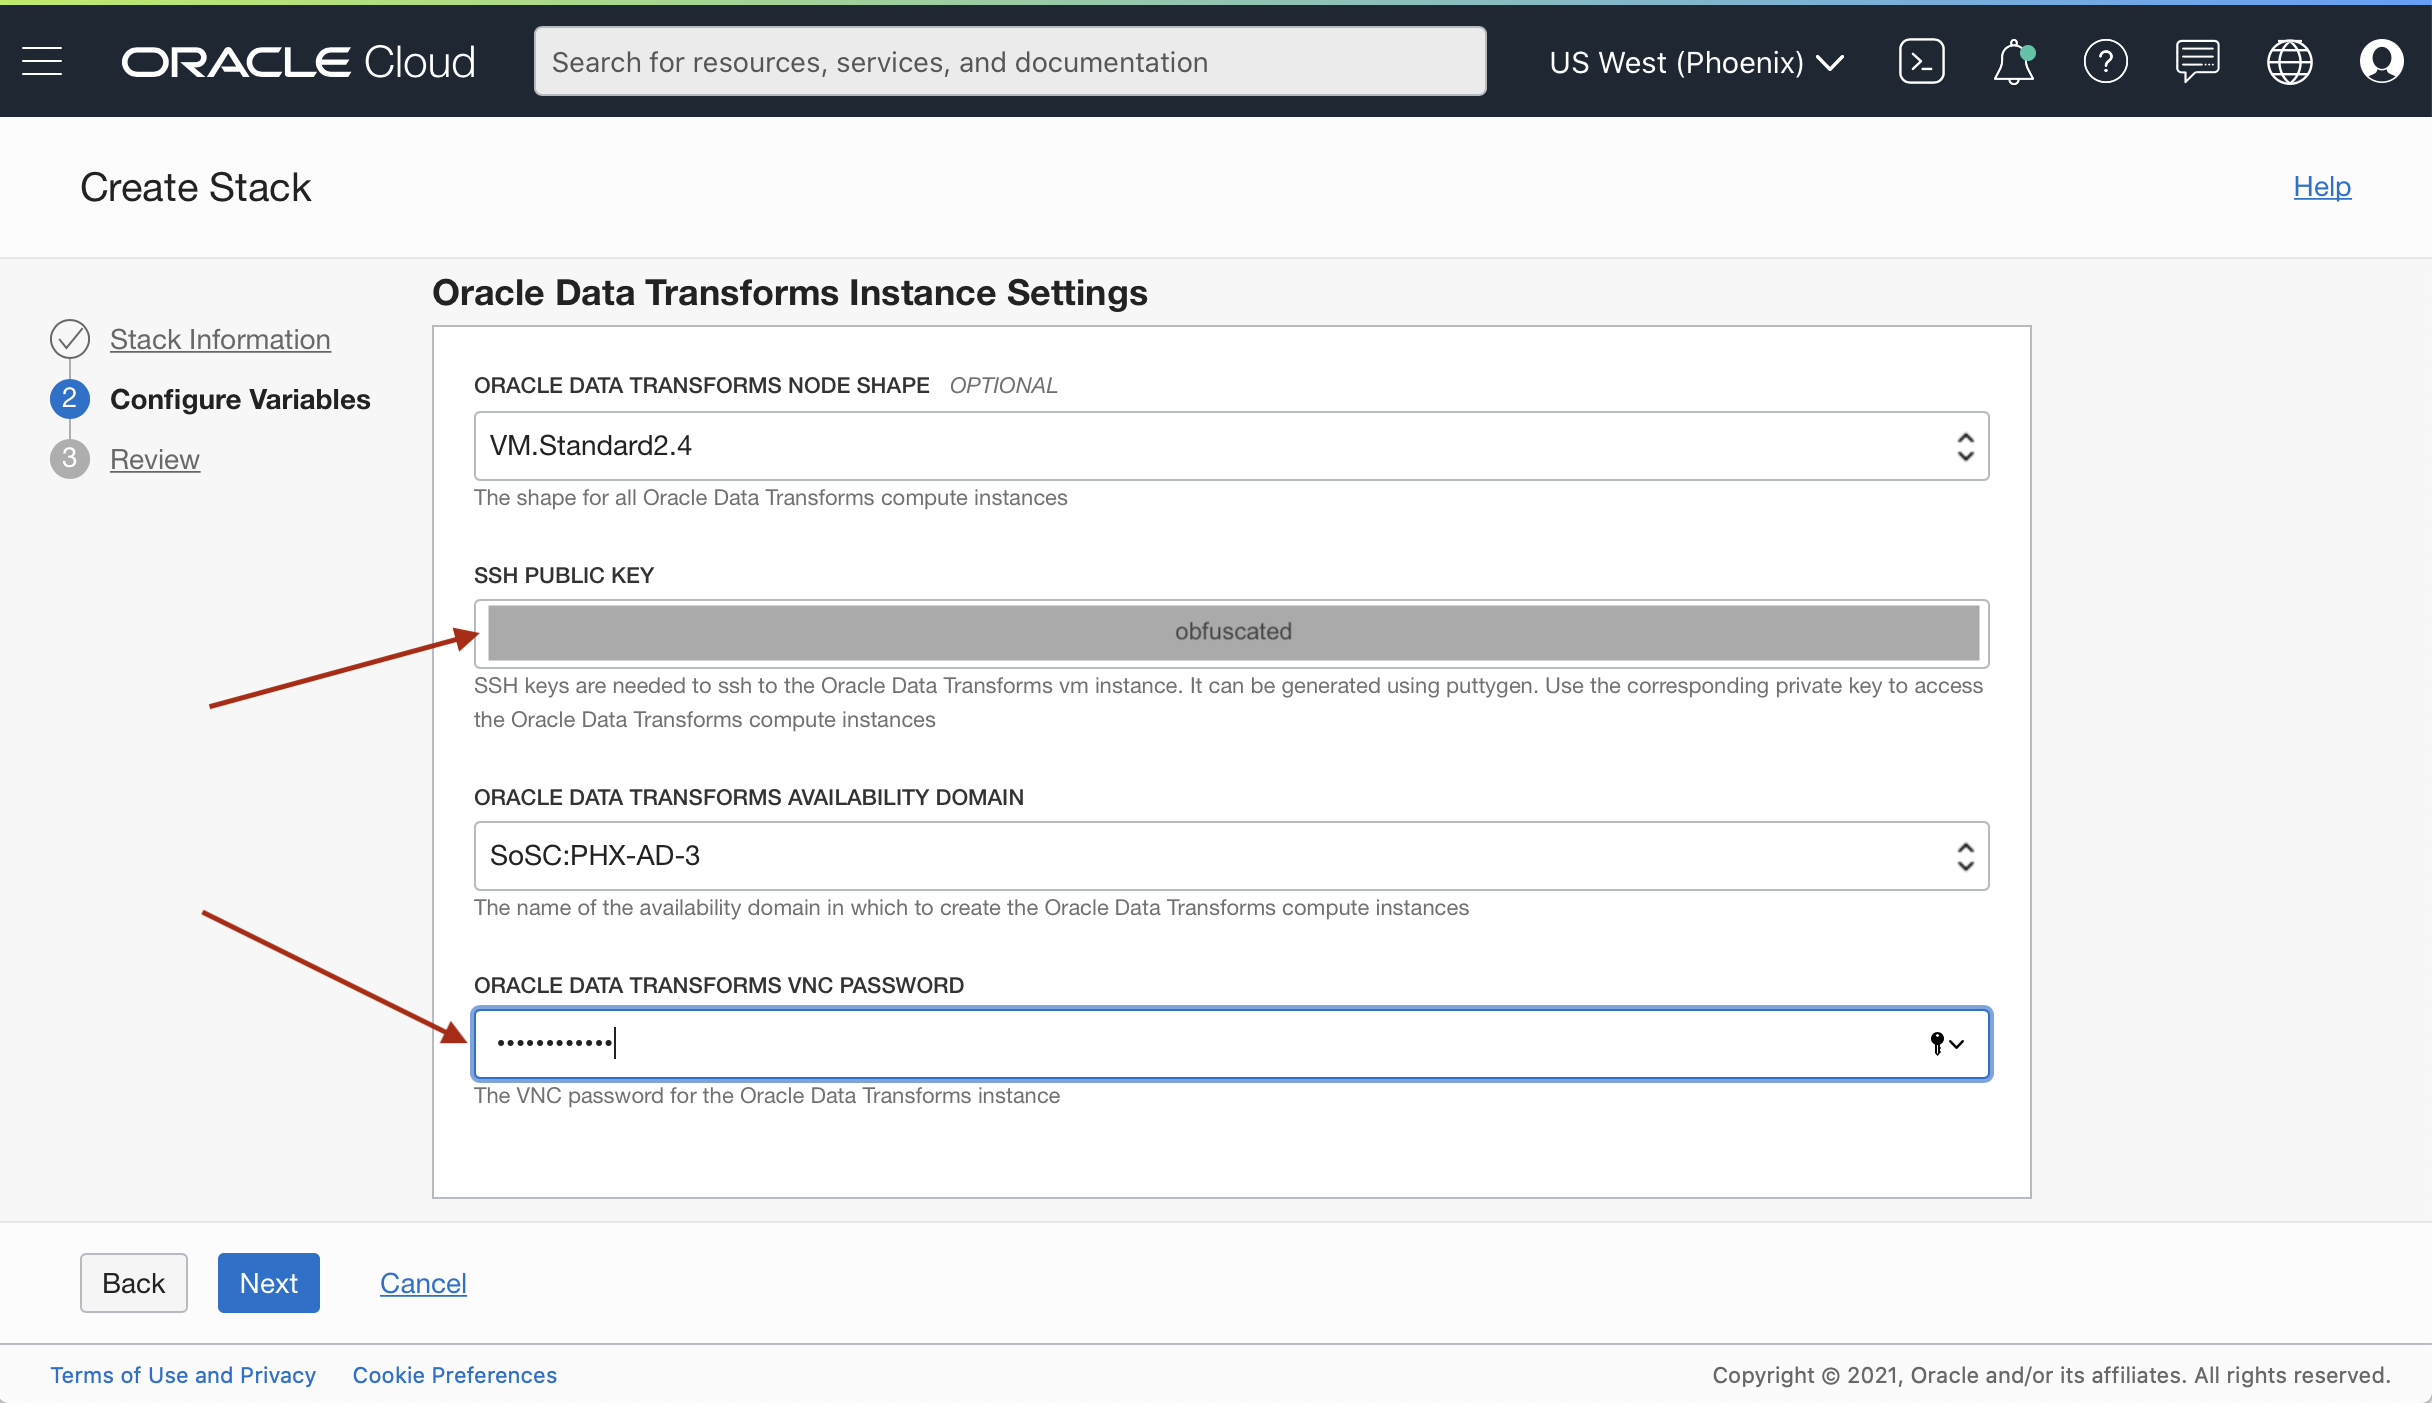 ORACLE Cloud
Search for resources, services, and documentation
US West (Phoenix)
Create Stack
Help
Stack Information
2 Configure Variables
3 Review
Oracle Data Transforms Instance Settings
ORACLE DATA TRANSFORMS NODE SHAPE OPTIONAL
VM.Standard2.4
The shape for all Oracle Data Transforms compute instances
SSH PUBLIC KEY
obfuscated
SSH keys are needed to ssh to the Oracle Data Transforms vm instance. It can be generated using puttygen. Use the corresponding private key to access
the Oracle Data Transforms compute instances
ORACLE DATA TRANSFORMS AVAILABILITY DOMAIN
SoSC:PHX-AD-3
The name of the availability domain in which to create the Oracle Data Transforms compute instances
ORACLE DATA TRANSFORMS VNC PASSWORD
••••••••••••
The VNC password for the Oracle Data Transforms instance
Back
Next
Cancel
Terms of Use and Privacy
Cookie Preferences
Copyright © 2021, Oracle and/or its affiliates. All rights reserved.